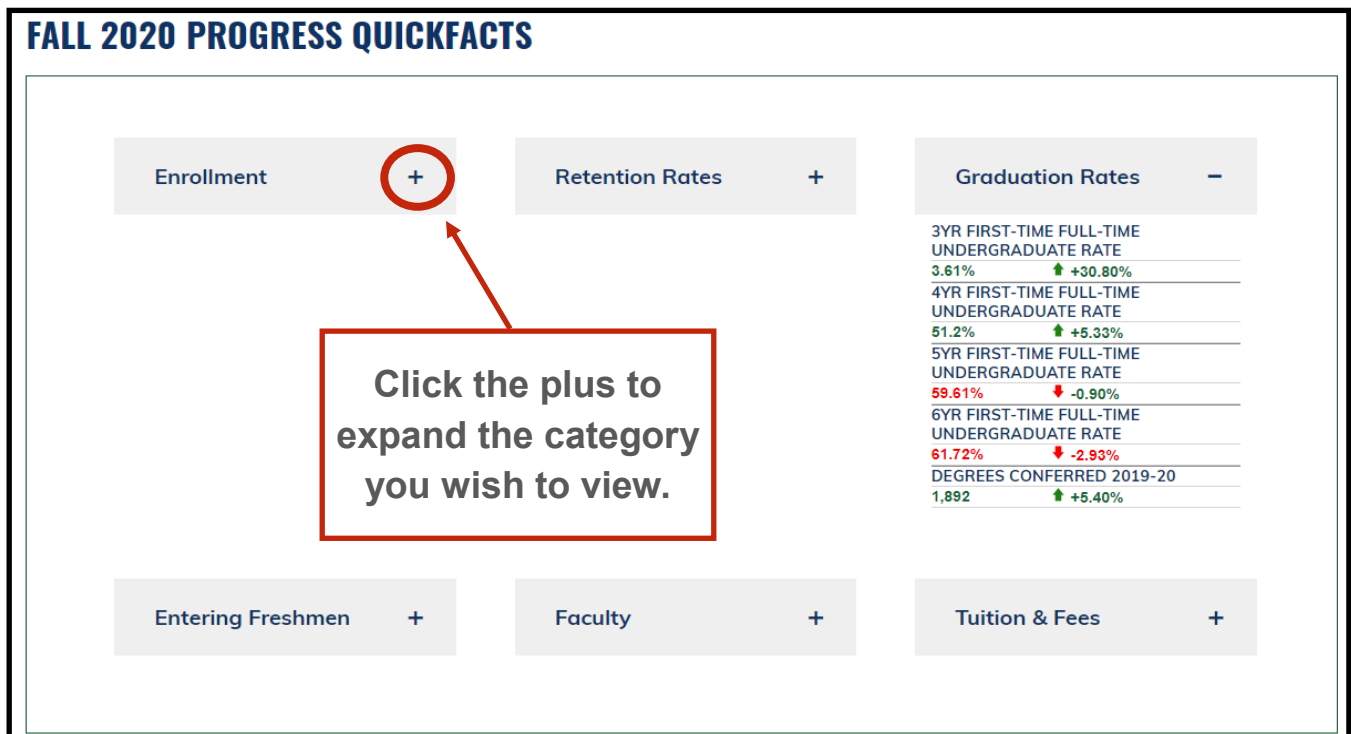 FALL 2020 PROGRESS QUICKFACTS
Enrollment +
Retention Rates +
Graduation Rates −
3YR FIRST-TIME FULL-TIME
UNDERGRADUATE RATE
3.61% +30.80%
4YR FIRST-TIME FULL-TIME
UNDERGRADUATE RATE
51.2% +5.33%
5YR FIRST-TIME FULL-TIME
UNDERGRADUATE RATE
59.61% -0.90%
6YR FIRST-TIME FULL-TIME
UNDERGRADUATE RATE
61.72% -2.93%
DEGREES CONFERRED 2019-20
1,892 +5.40%
Click the plus to
expand the category
you wish to view.
Entering Freshmen +
Faculty +
Tuition & Fees +